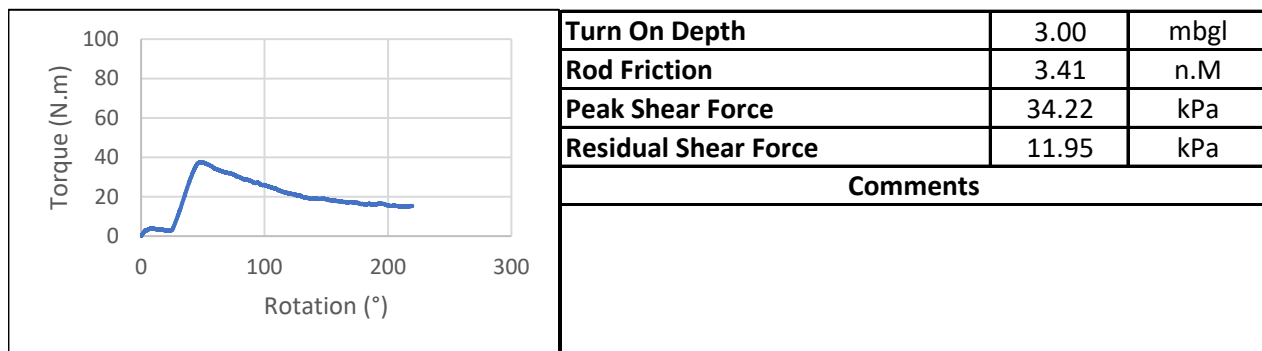 100
80
60
40
20
0
0 100 200 300
Torque (N.m)
Rotation (°)
Turn On Depth 3.00 mbgl
Rod Friction 3.41 n.M
Peak Shear Force 34.22 kPa
Residual Shear Force 11.95 kPa
Comments